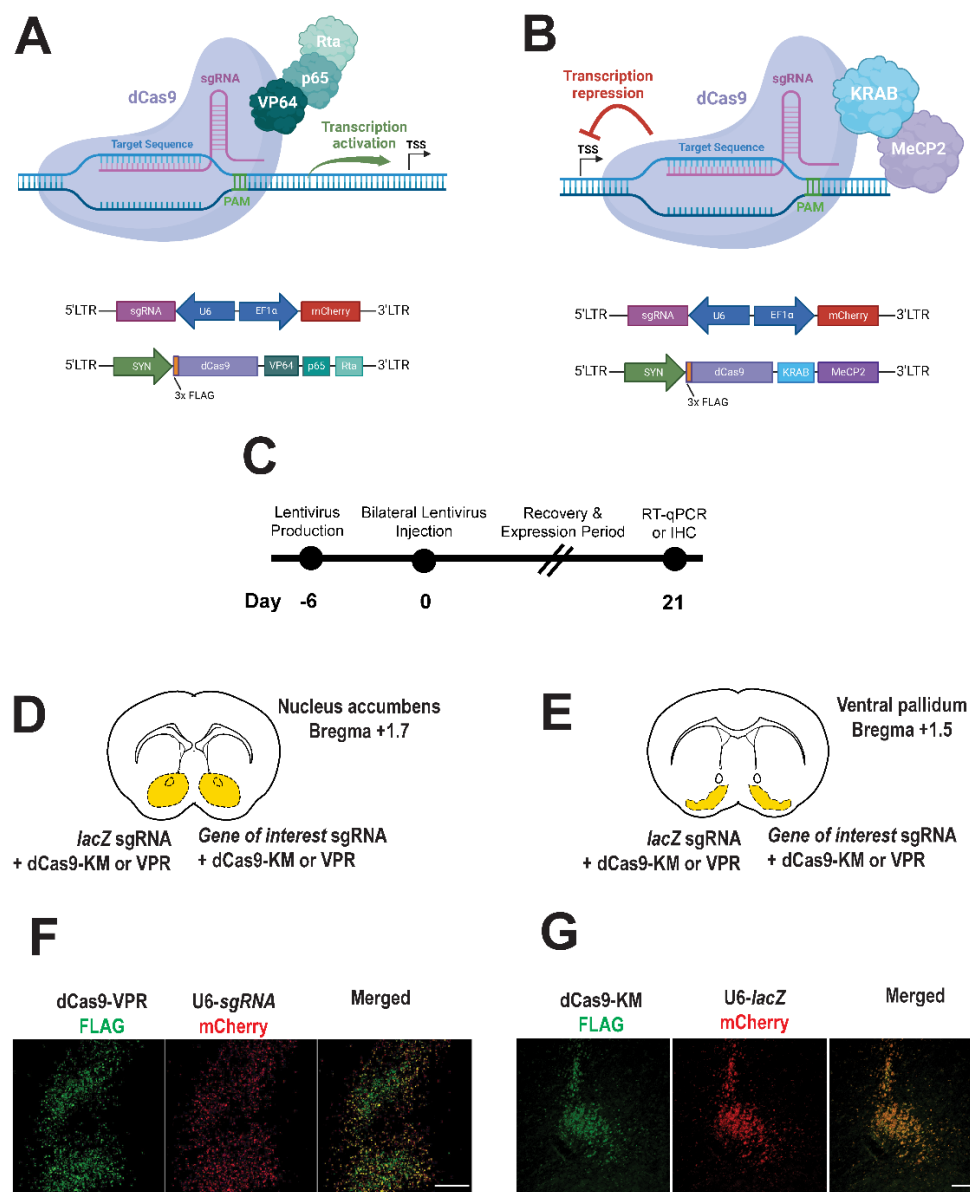 A
Rta
p65
VP64
sgRNA
dCas9
Transcription
activation
Target Sequence
TSS
PAM
5'LTR
sgRNA
U6
EF1α
mCherry
3'LTR
5'LTR
SYN
dCas9
VP64
p65
Rta
3'LTR
3x FLAG
B
Transcription
repression
dCas9
sgRNA
KRAB
MeCP2
TSS
Target Sequence
PAM
5'LTR
sgRNA
U6
EF1α
mCherry
3'LTR
5'LTR
SYN
dCas9
KRAB
MeCP2
3'LTR
3x FLAG
C
Lentivirus
Production
Bilateral Lentivirus
Injection
Recovery &
Expression Period
RT-qPCR
or IHC
Day -6 0 21
D
Nucleus accumbens
Bregma +1.7
lacZ sgRNA
+ dCas9-KM or VPR
Gene of interest sgRNA
+ dCas9-KM or VPR
E
Ventral pallidum
Bregma +1.5
lacZ sgRNA
+ dCas9-KM or VPR
Gene of interest sgRNA
+ dCas9-KM or VPR
F
dCas9-VPR
FLAG
U6-sgRNA
mCherry
Merged
G
dCas9-KM
FLAG
U6-lacZ
mCherry
Merged